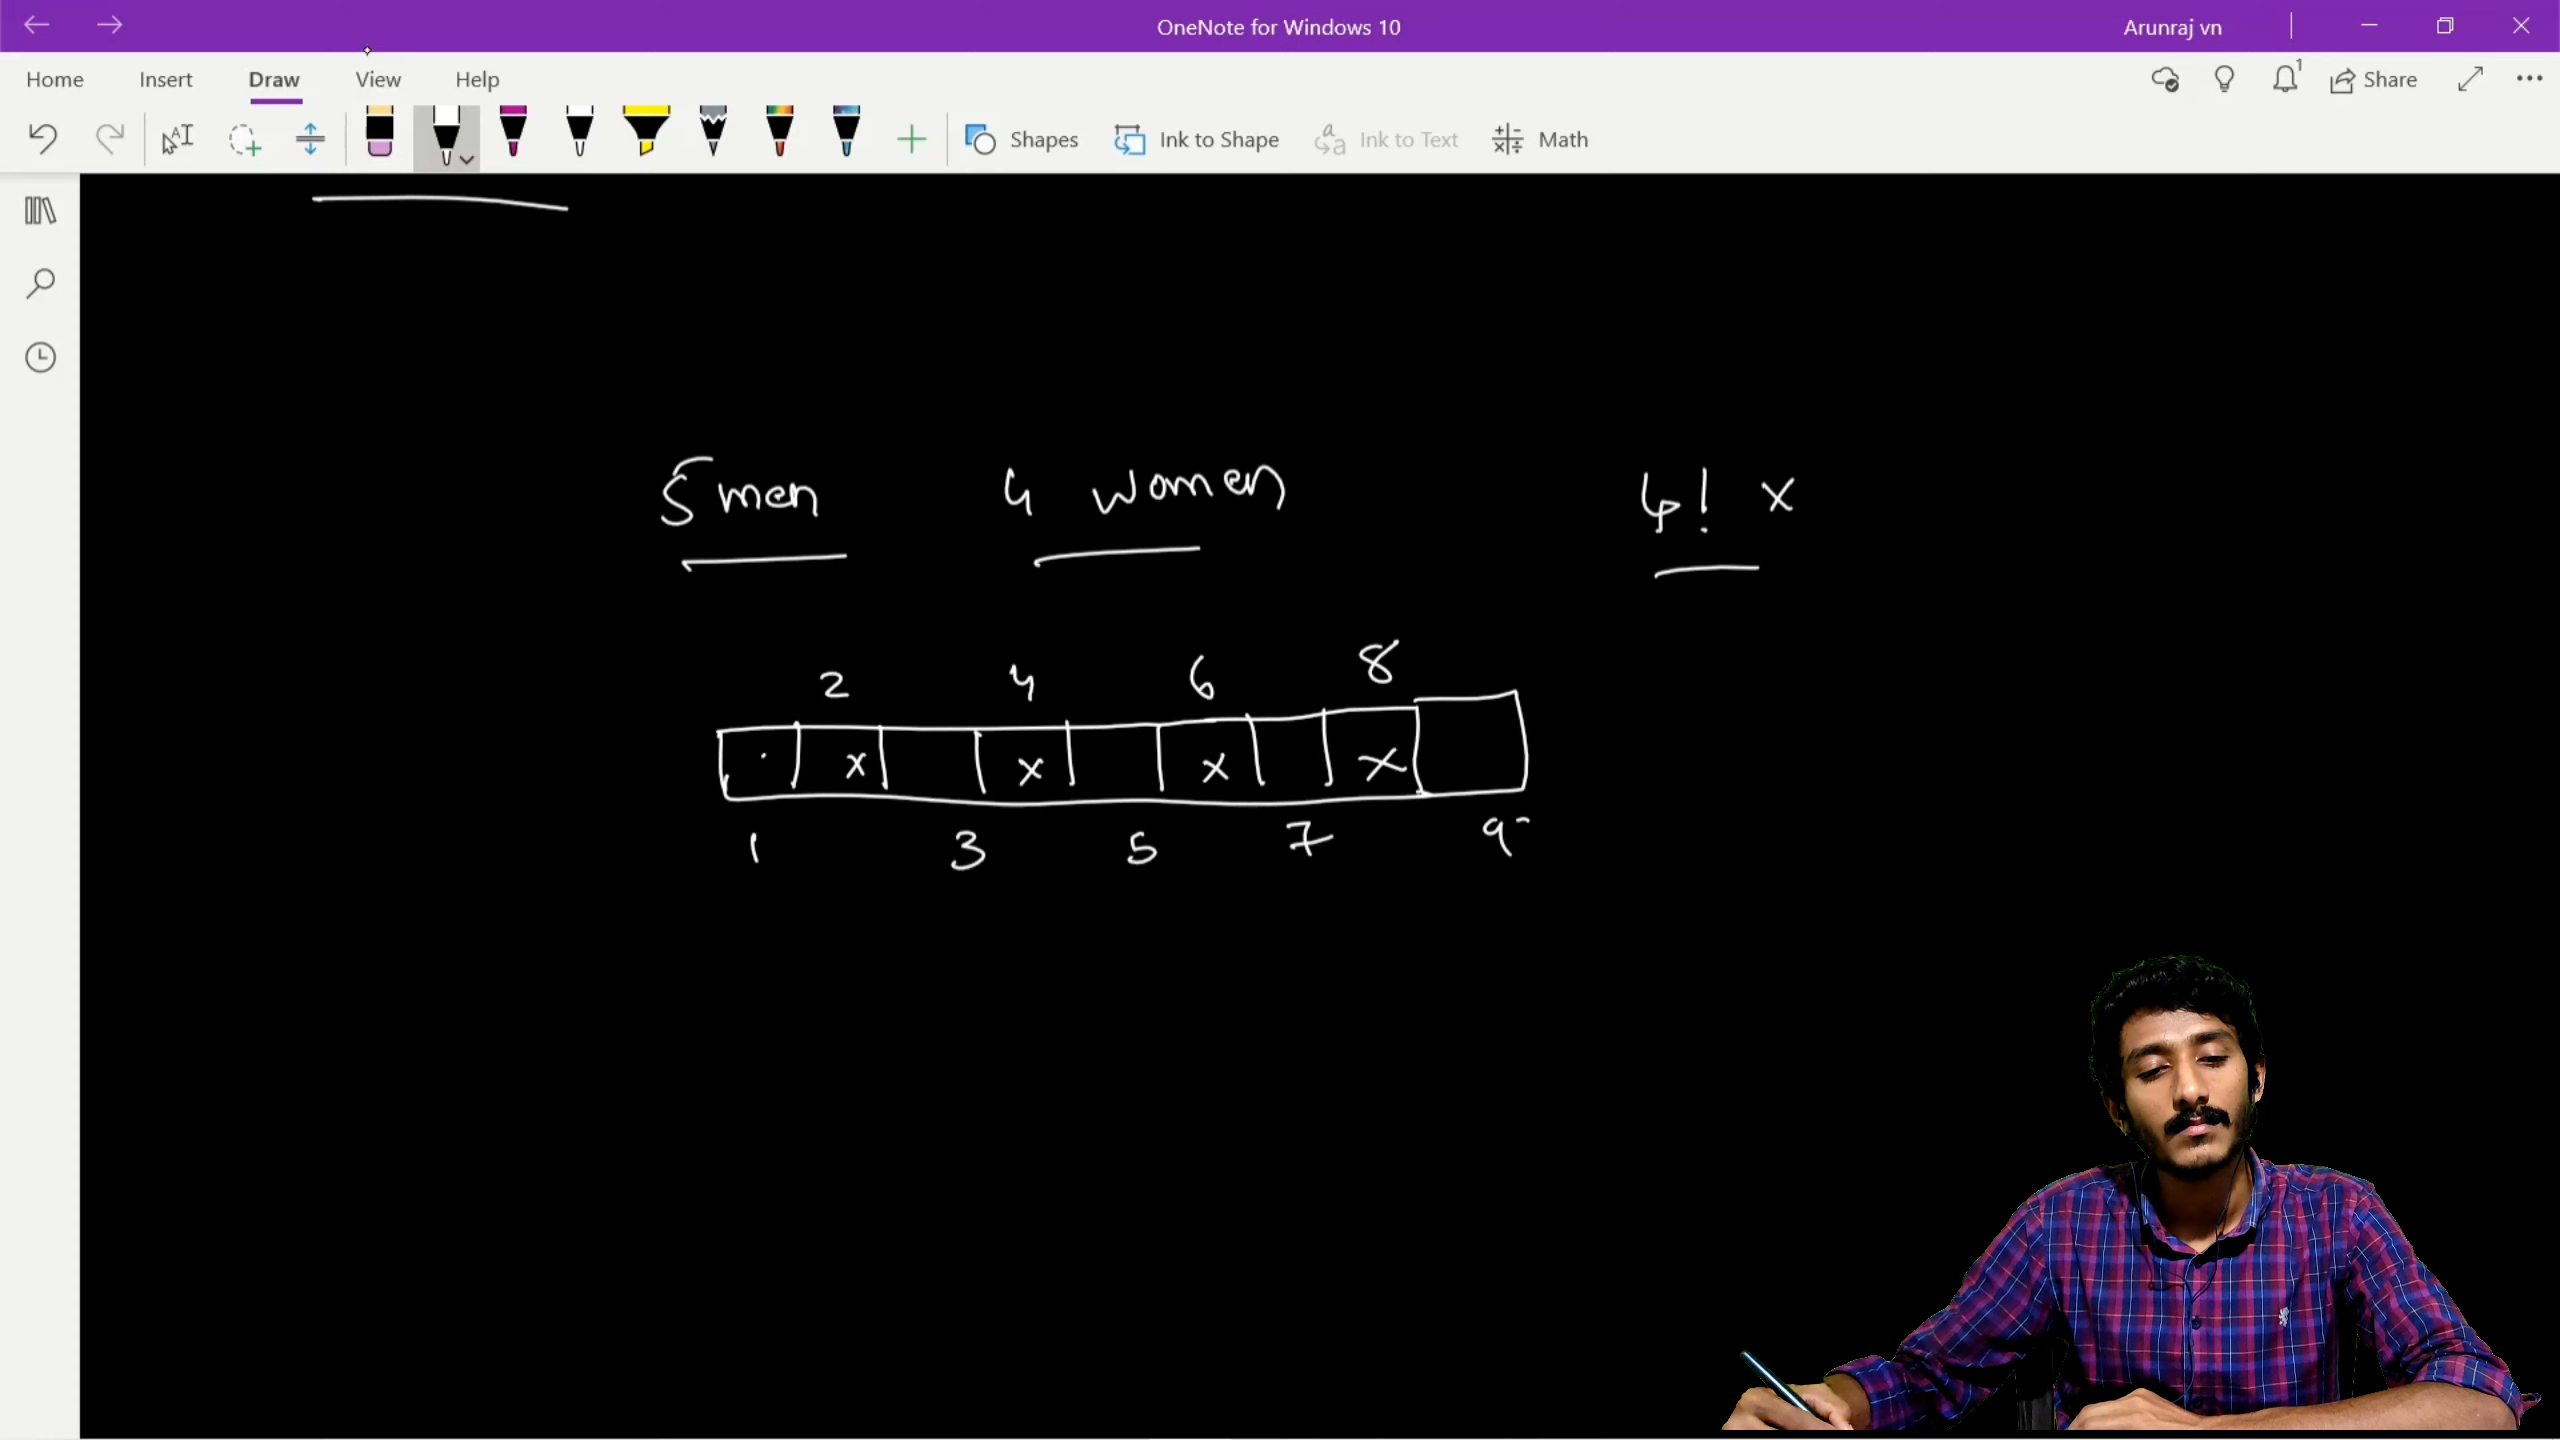 OneNote for Windows 10
Arunraj vn
Home Insert Draw View Help
1
Share
Shapes Ink to Shape Ink to Text Math
5 men 4 women 4! x
2 4 6 8
x x x x
1 3 5 7 9